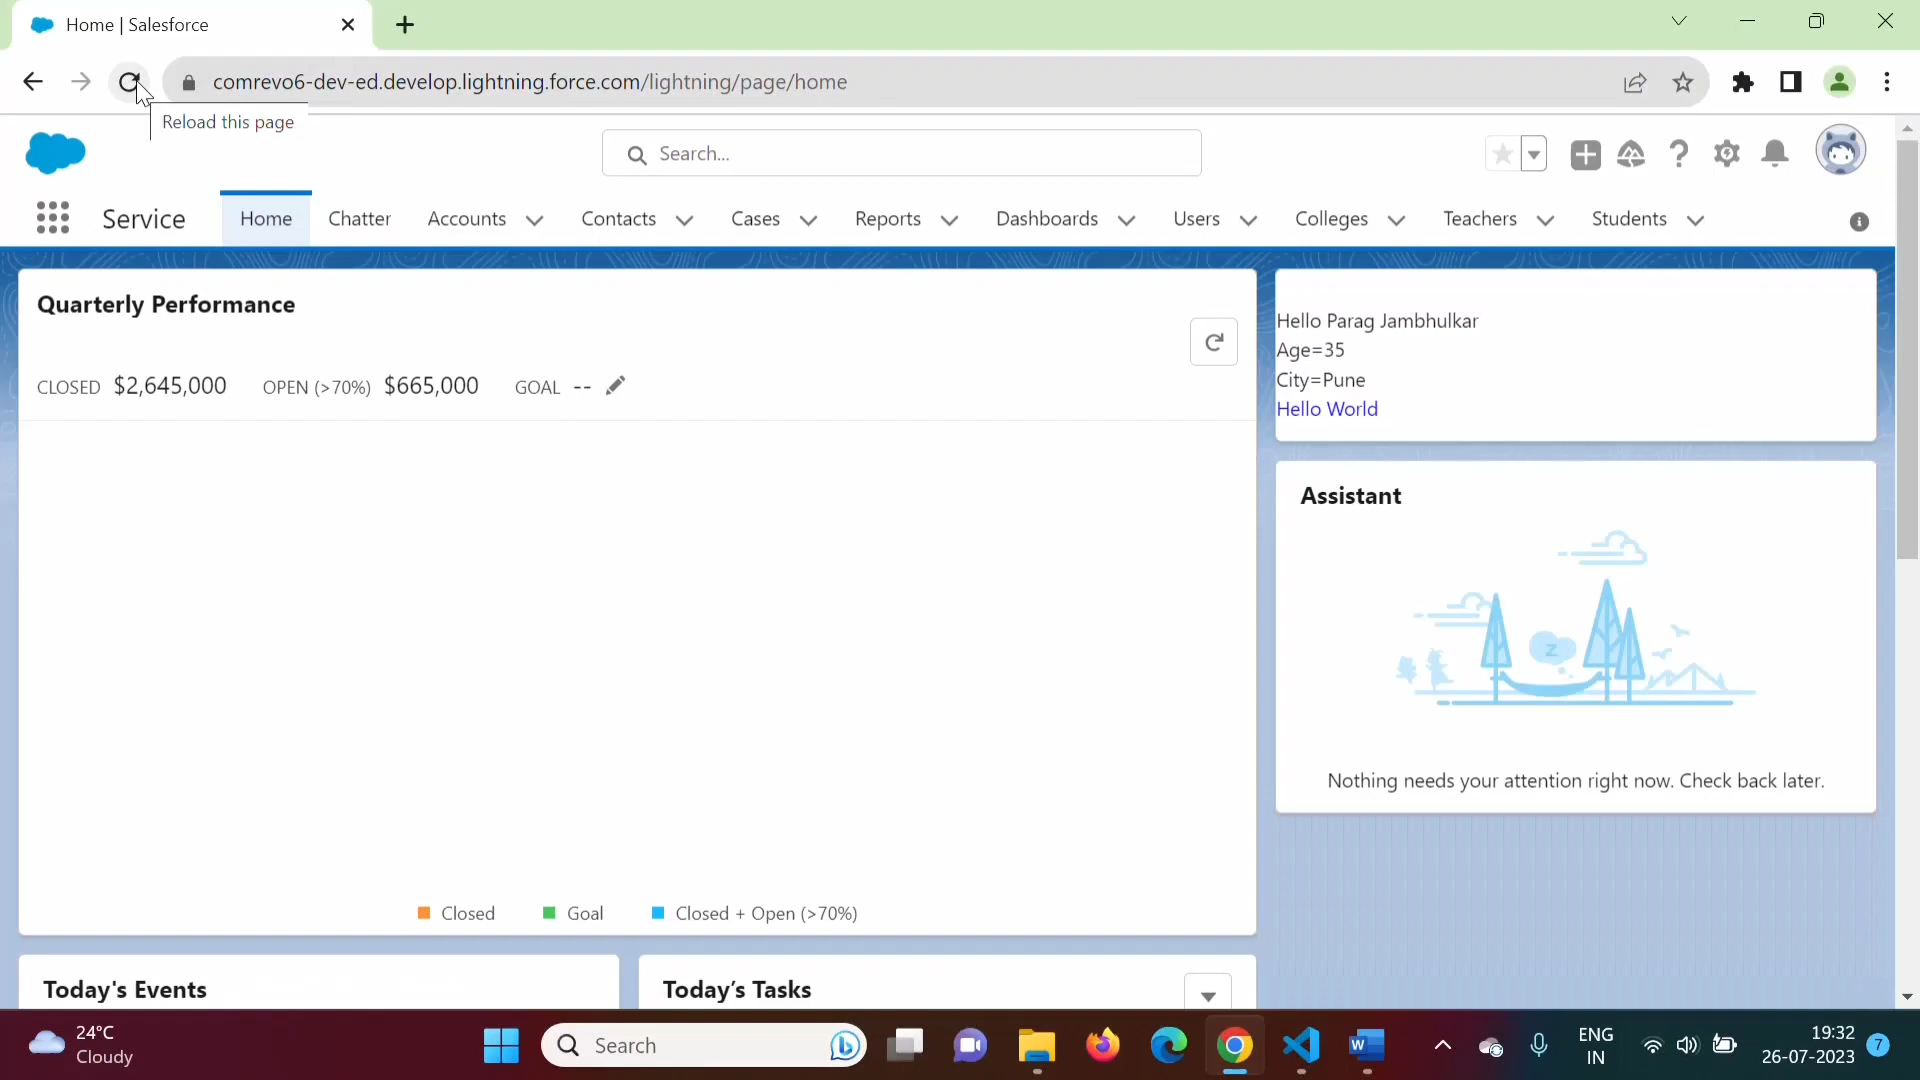 Home | Salesforce
comrevo6-dev-ed.develop.lightning.force.com/lightning/page/home
Reload this page
Search...
Service
Home
Chatter
Accounts
Contacts
Cases
Reports
Dashboards
Users
Colleges
Teachers
Students
Quarterly Performance
CLOSED $2,645,000 OPEN (>70%) $665,000 GOAL --
Closed
Goal
Closed + Open (>70%)
Hello Parag Jambhulkar
Age=35
City=Pune
Hello World
Assistant
Z
Nothing needs your attention right now. Check back later.
Today's Events
Today’s Tasks
24°C
Cloudy
Search
W
ENG
IN
19:32
26-07-2023
7